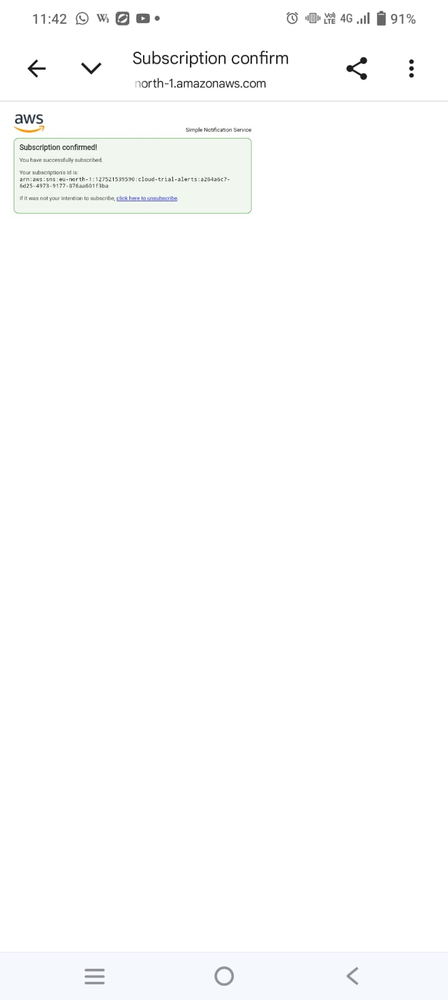 11:42
VoI) LTE 4G 91%
Subscription confirm
north-1.amazonaws.com
aws
Simple Notification Service
Subscription confirmed!
You have successfully subscribed.
Your subscription's id is:
arn:aws:sns:eu-north-1:127521539590:cloud-trial-alerts:a264a6c7-
6d25-4973-9177-876aa601f3ba
If it was not your intention to subscribe, click here to unsubscribe.